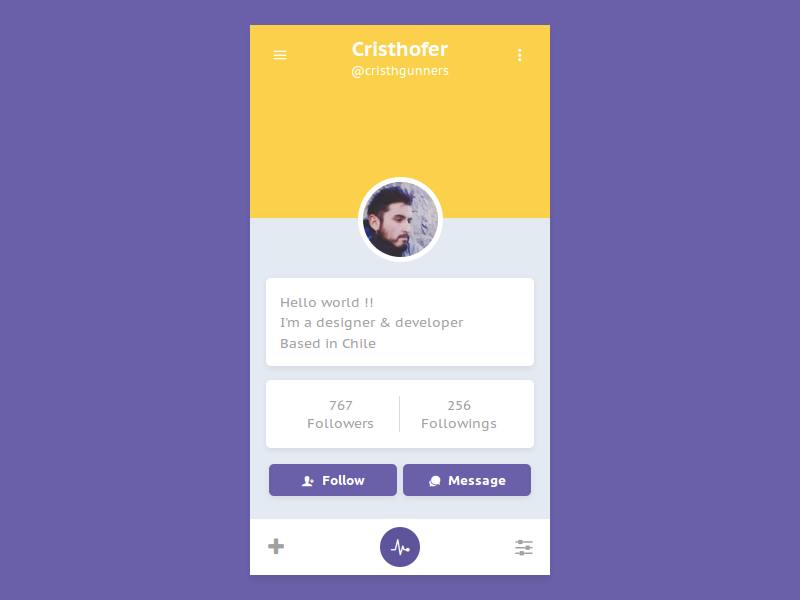 Cristhofer
@cristhgunners
Hello world !!
I'm a designer & developer
Based in Chile
767
Followers
256
Followings
Follow
Message